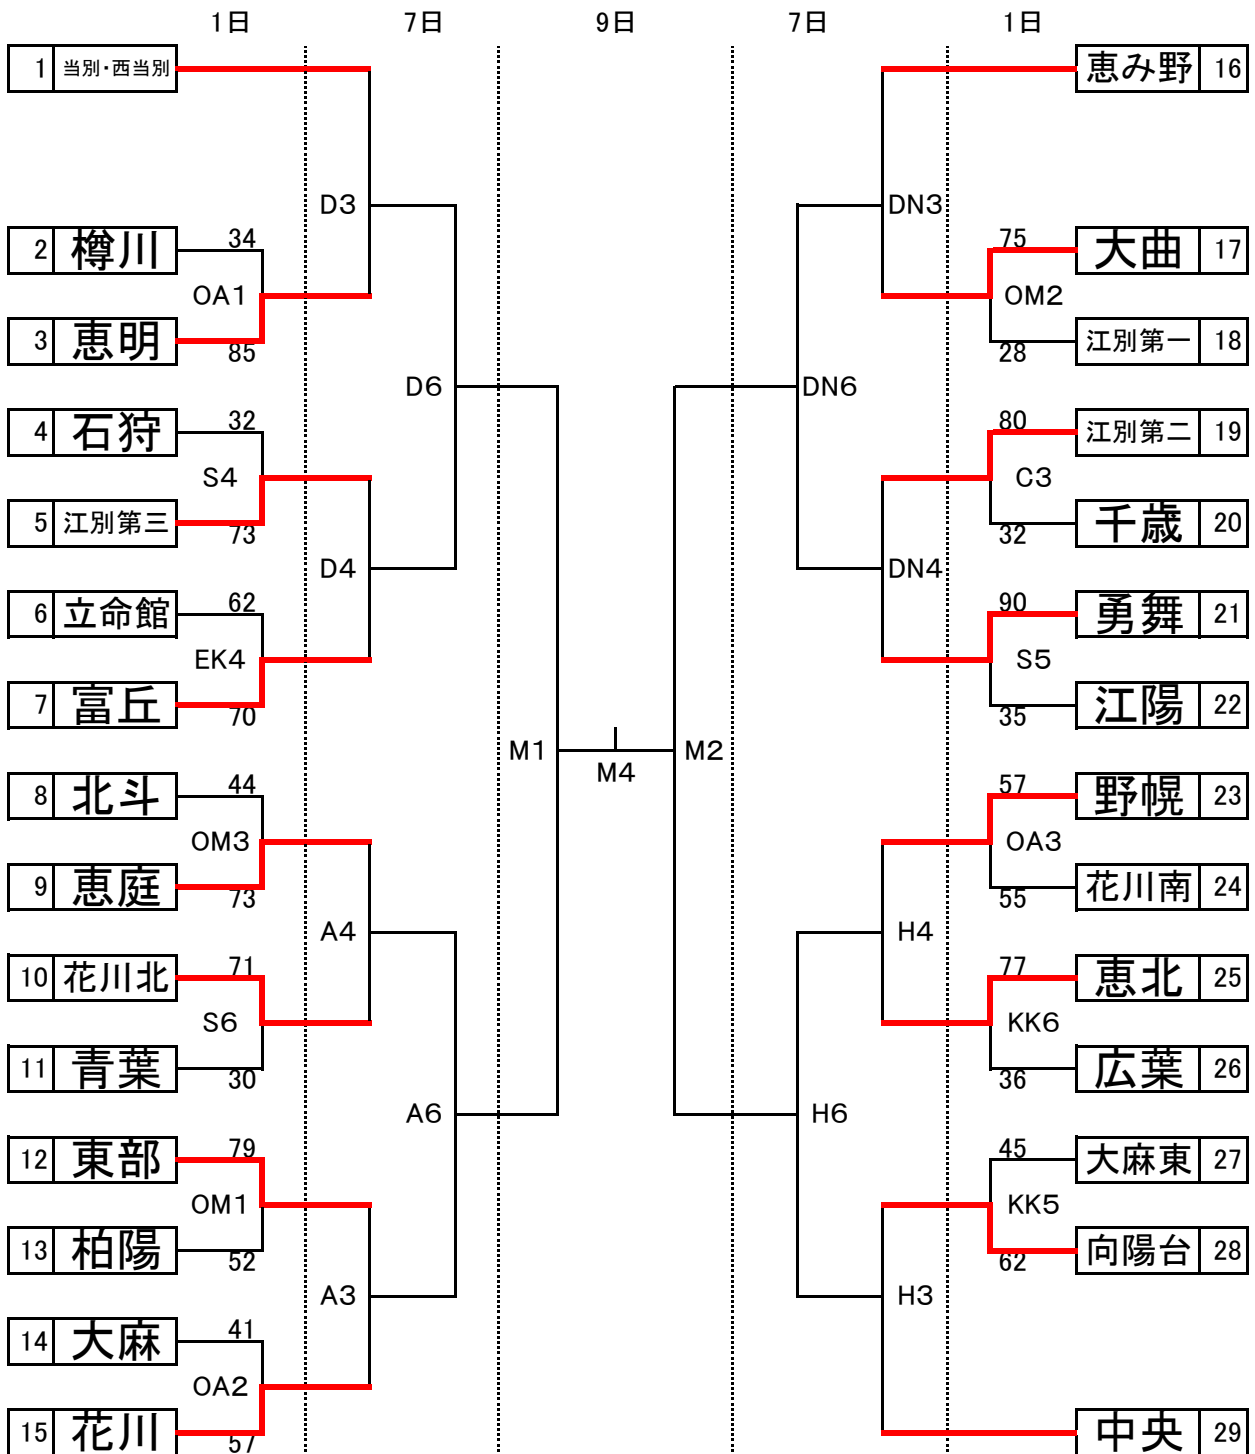 1日 7日 9日 7日 1日
1 当別・西当別 恵み野 16
D3 DN3
2 樽川 34 75 大曲 17
OA1 OM2
3 恵明 85 28 江別第一 18
D6 DN6
4 石狩 32 80 江別第二 19
S4 C3
5 江別第三 73 32 千歳 20
D4 DN4
6 立命館 62 90 勇舞 21
EK4 S5
7 富丘 70 35 江陽 22
M1 M4 M2
8 北斗 44 57 野幌 23
OM3 OA3
9 恵庭 73 55 花川南 24
A4 H4
10 花川北 71 77 恵北 25
S6 KK6
11 青葉 30 36 広葉 26
A6 H6
12 東部 79 45 大麻東 27
OM1 KK5
13 柏陽 52 62 向陽台 28
A3 H3
14 大麻 41
OA2
15 花川 57 中央 29